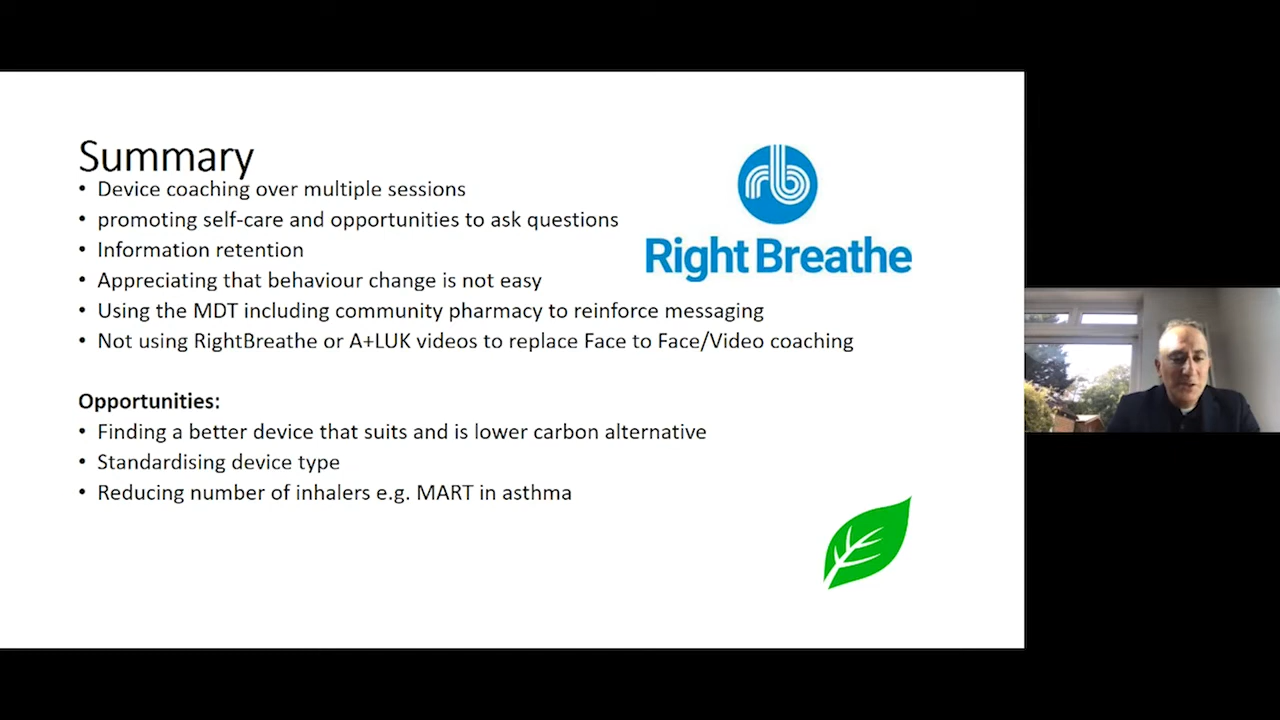 Summary
• Device coaching over multiple sessions
• promoting self-care and opportunities to ask questions
• Information retention
• Appreciating that behaviour change is not easy
• Using the MDT including community pharmacy to reinforce messaging
• Not using RightBreathe or A+LUK videos to replace Face to Face/Video coaching
Opportunities:
• Finding a better device that suits and is lower carbon alternative
• Standardising device type
• Reducing number of inhalers e.g. MART in asthma
rb
Right Breathe